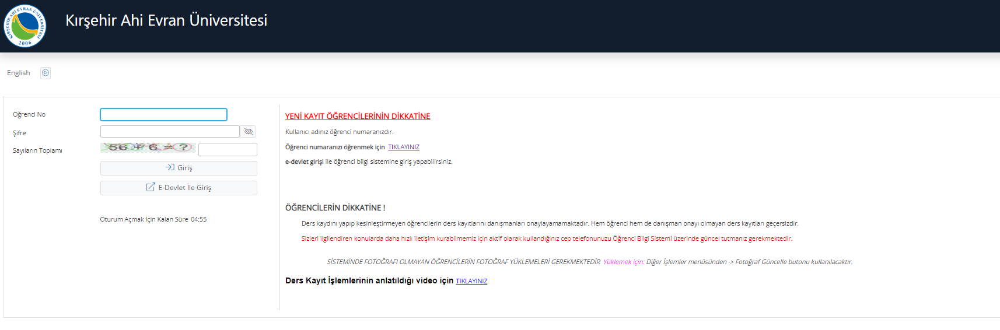 KIRŞEHİR AHİ EVRAN ÜNİVERSİTESİ
2006
Kırşehir Ahi Evran Üniversitesi
English
Öğrenci No
Şifre
Sayıların Toplamı
56 + 6 = ?
Giriş
E-Devlet İle Giriş
Oturum Açmak İçin Kalan Süre 04:55
YENİ KAYIT ÖĞRENCİLERİNİN DİKKATİNE
Kullanıcı adınız öğrenci numaranızdır.
Öğrenci numaranızı öğrenmek için TIKLAYINIZ
e-devlet girişi ile öğrenci bilgi sistemine giriş yapabilirsiniz.
ÖĞRENCİLERİN DİKKATİNE !
Ders kaydını yapıp kesinleştirmeyen öğrencilerin ders kayıtlarını danışmanları onaylayamamaktadır. Hem öğrenci hem de danışman onayı olmayan ders kayıtları geçersizdir.
Sizleri ilgilendiren konularda daha hızlı iletişim kurabilmemiz için aktif olarak kullandığınız cep telefonunuzu Öğrenci Bilgi Sistemi üzerinde güncel tutmanız gerekmektedir.
SİSTEMİNDE FOTOĞRAFI OLMAYAN ÖĞRENCİLERİN FOTOĞRAF YÜKLEMELERİ GEREKMEKTEDİR Yüklemek için: Diğer İşlemler menüsünden -> Fotoğraf Güncelle butonu kullanılacaktır.
Ders Kayıt İşlemlerinin anlatıldığı video için TIKLAYINIZ